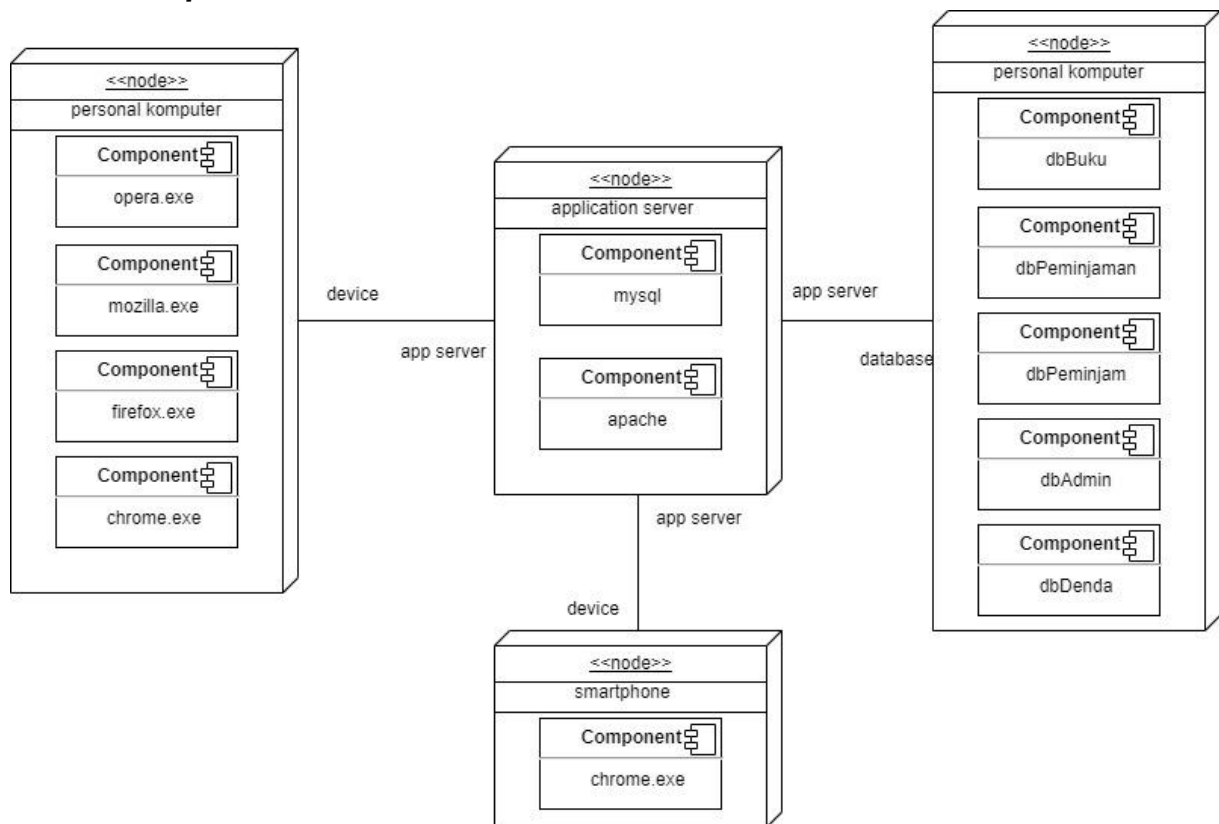 <<node>>
personal komputer
Component
opera.exe
Component
mozilla.exe
Component
firefox.exe
Component
chrome.exe
device
app server
<<node>>
application server
Component
mysql
Component
apache
app server
database
<<node>>
personal komputer
Component
dbBuku
Component
dbPeminjaman
Component
dbPeminjam
Component
dbAdmin
Component
dbDenda
app server
device
<<node>>
smartphone
Component
chrome.exe